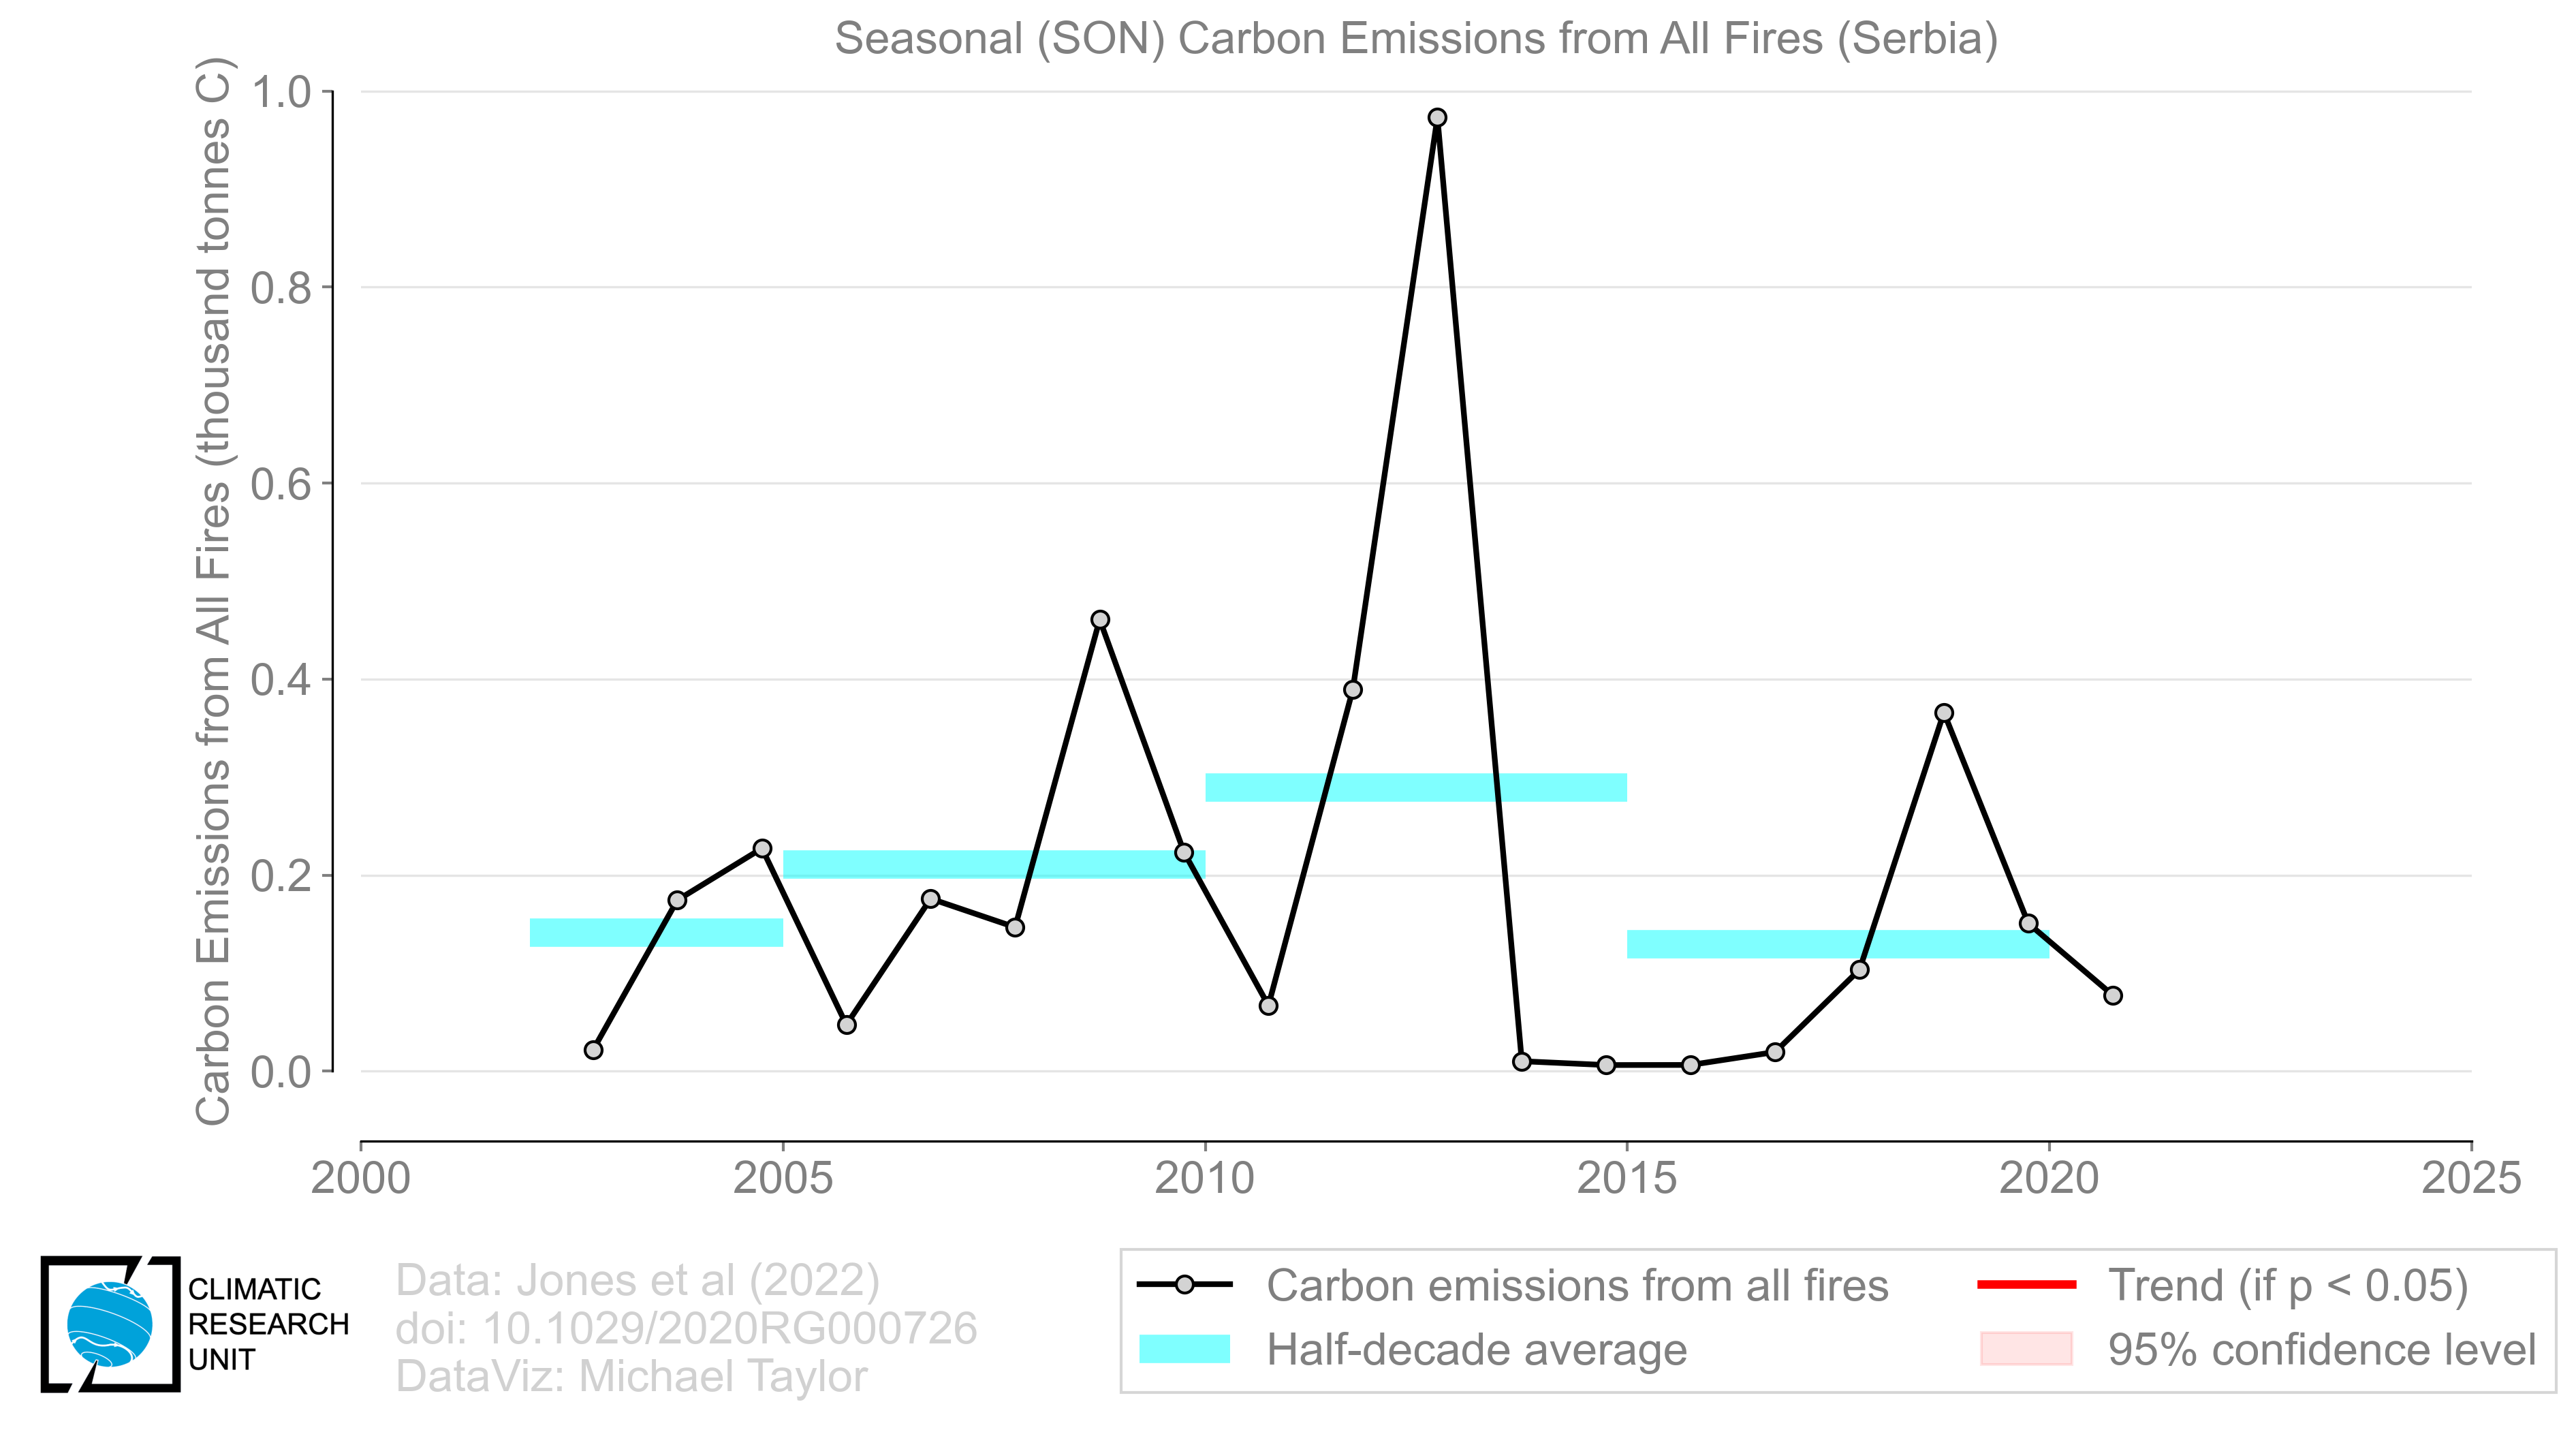 Seasonal (SON) Carbon Emissions from All Fires (Serbia)
Carbon Emissions from All Fires (thousand tonnes C)
1.0
0.8
0.6
0.4
0.2
0.0
2000 2005 2010 2015 2020 2025
CLIMATIC
RESEARCH
UNIT
Data: Jones et al (2022)
doi: 10.1029/2020RG000726
DataViz: Michael Taylor
Carbon emissions from all fires
Half-decade average
Trend (if p < 0.05)
95% confidence level